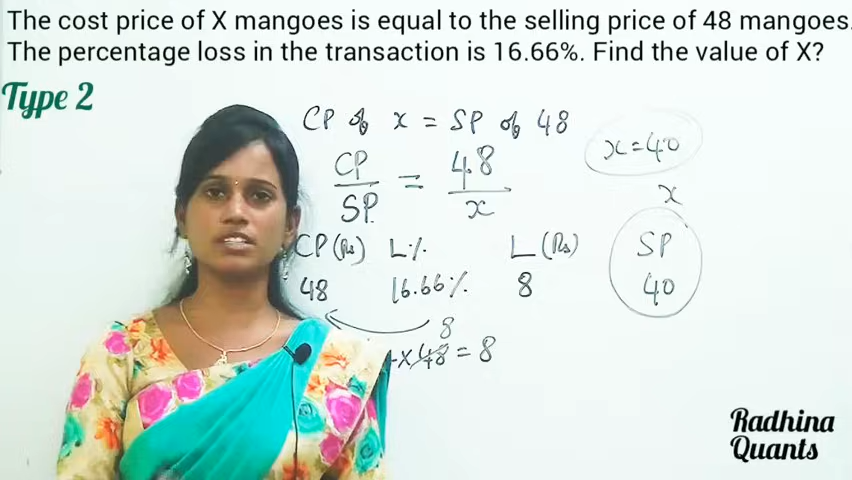 The cost price of X mangoes is equal to the selling price of 48 mangoes.
The percentage loss in the transaction is 16.66%. Find the value of X?
Type 2
CP of x = SP of 48
x = 40
CP/SP = 48/x
x
CP (Rs) L% L (Rs) SP
48 16.66% 8 40
8
x 48 = 8
Radhina
Quants